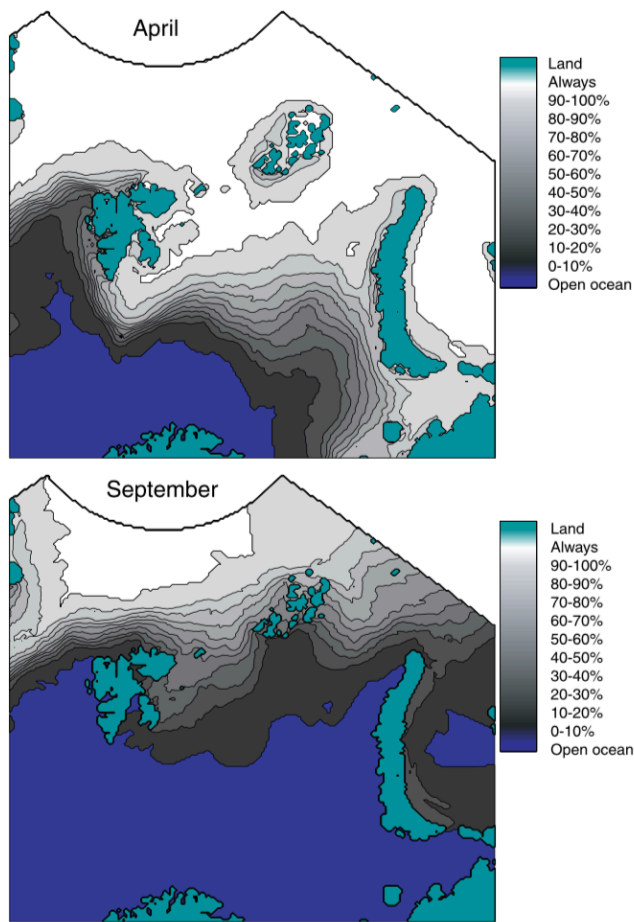 April
Land
Always
90-100%
80-90%
70-80%
60-70%
50-60%
40-50%
30-40%
20-30%
10-20%
0-10%
Open ocean
September
Land
Always
90-100%
80-90%
70-80%
60-70%
50-60%
40-50%
30-40%
20-30%
10-20%
0-10%
Open ocean